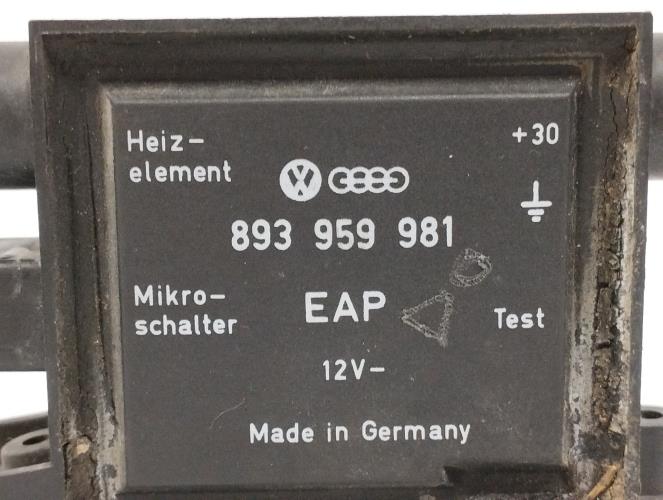 Heiz-
element
+30
893 959 981
Mikro-
schalter
EAP
Test
12V-
Made in Germany